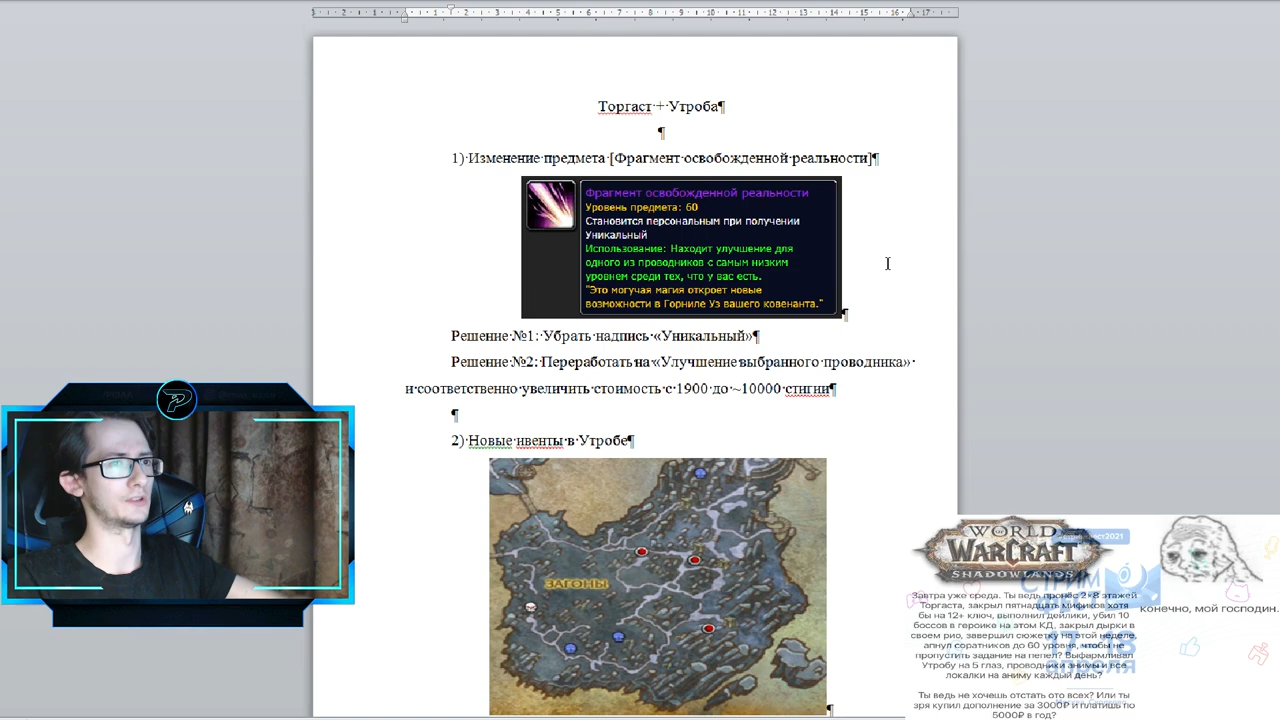 Торгаст + Утроба¶
¶
1) Изменение предмета [Фрагмент освобожденной реальности]¶
Фрагмент освобожденной реальности
Уровень предмета: 60
Становится персональным при получении
Уникальный
Использование: Находит улучшение для
одного из проводников с самым низким
уровнем среди тех, что у вас есть.
"Это могучая магия откроет новые
возможности в Горниле Уз вашего ковенанта."
¶
Решение №1: Убрать надпись «Уникальный»¶
Решение №2: Переработать на «Улучшение выбранного проводника»
и соответственно увеличить стоимость с 1900 до ~10000 стигии¶
¶
2) Новые ивенты в Утробе¶
ЗАГОНЫ
¶
WORLD
WARCRAFT
SHADOWLANDS
СТРИМ
17-18
апреля
Завтра уже среда. Ты ведь пронёс 2*8 этажей
Торгаста, закрыл пятнадцать мификов хотя
бы на 12+ ключ, выполнил дейлики, убил 10
боссов в героике на этом КД, закрыл дырки в
своем рио, завершил сюжетку на этой неделе,
апнул соратников до 60 уровня, чтобы не
пропустить задание на пепел? Выфармливал
Утробу на 5 глаз, проводники анимы и все
локалки на аниму каждый день?
Ты ведь не хочешь отстать ото всех? Или ты
зря купил дополнение за 3000₽ и платишь по
5000₽ в год?
конечно, мой господин.